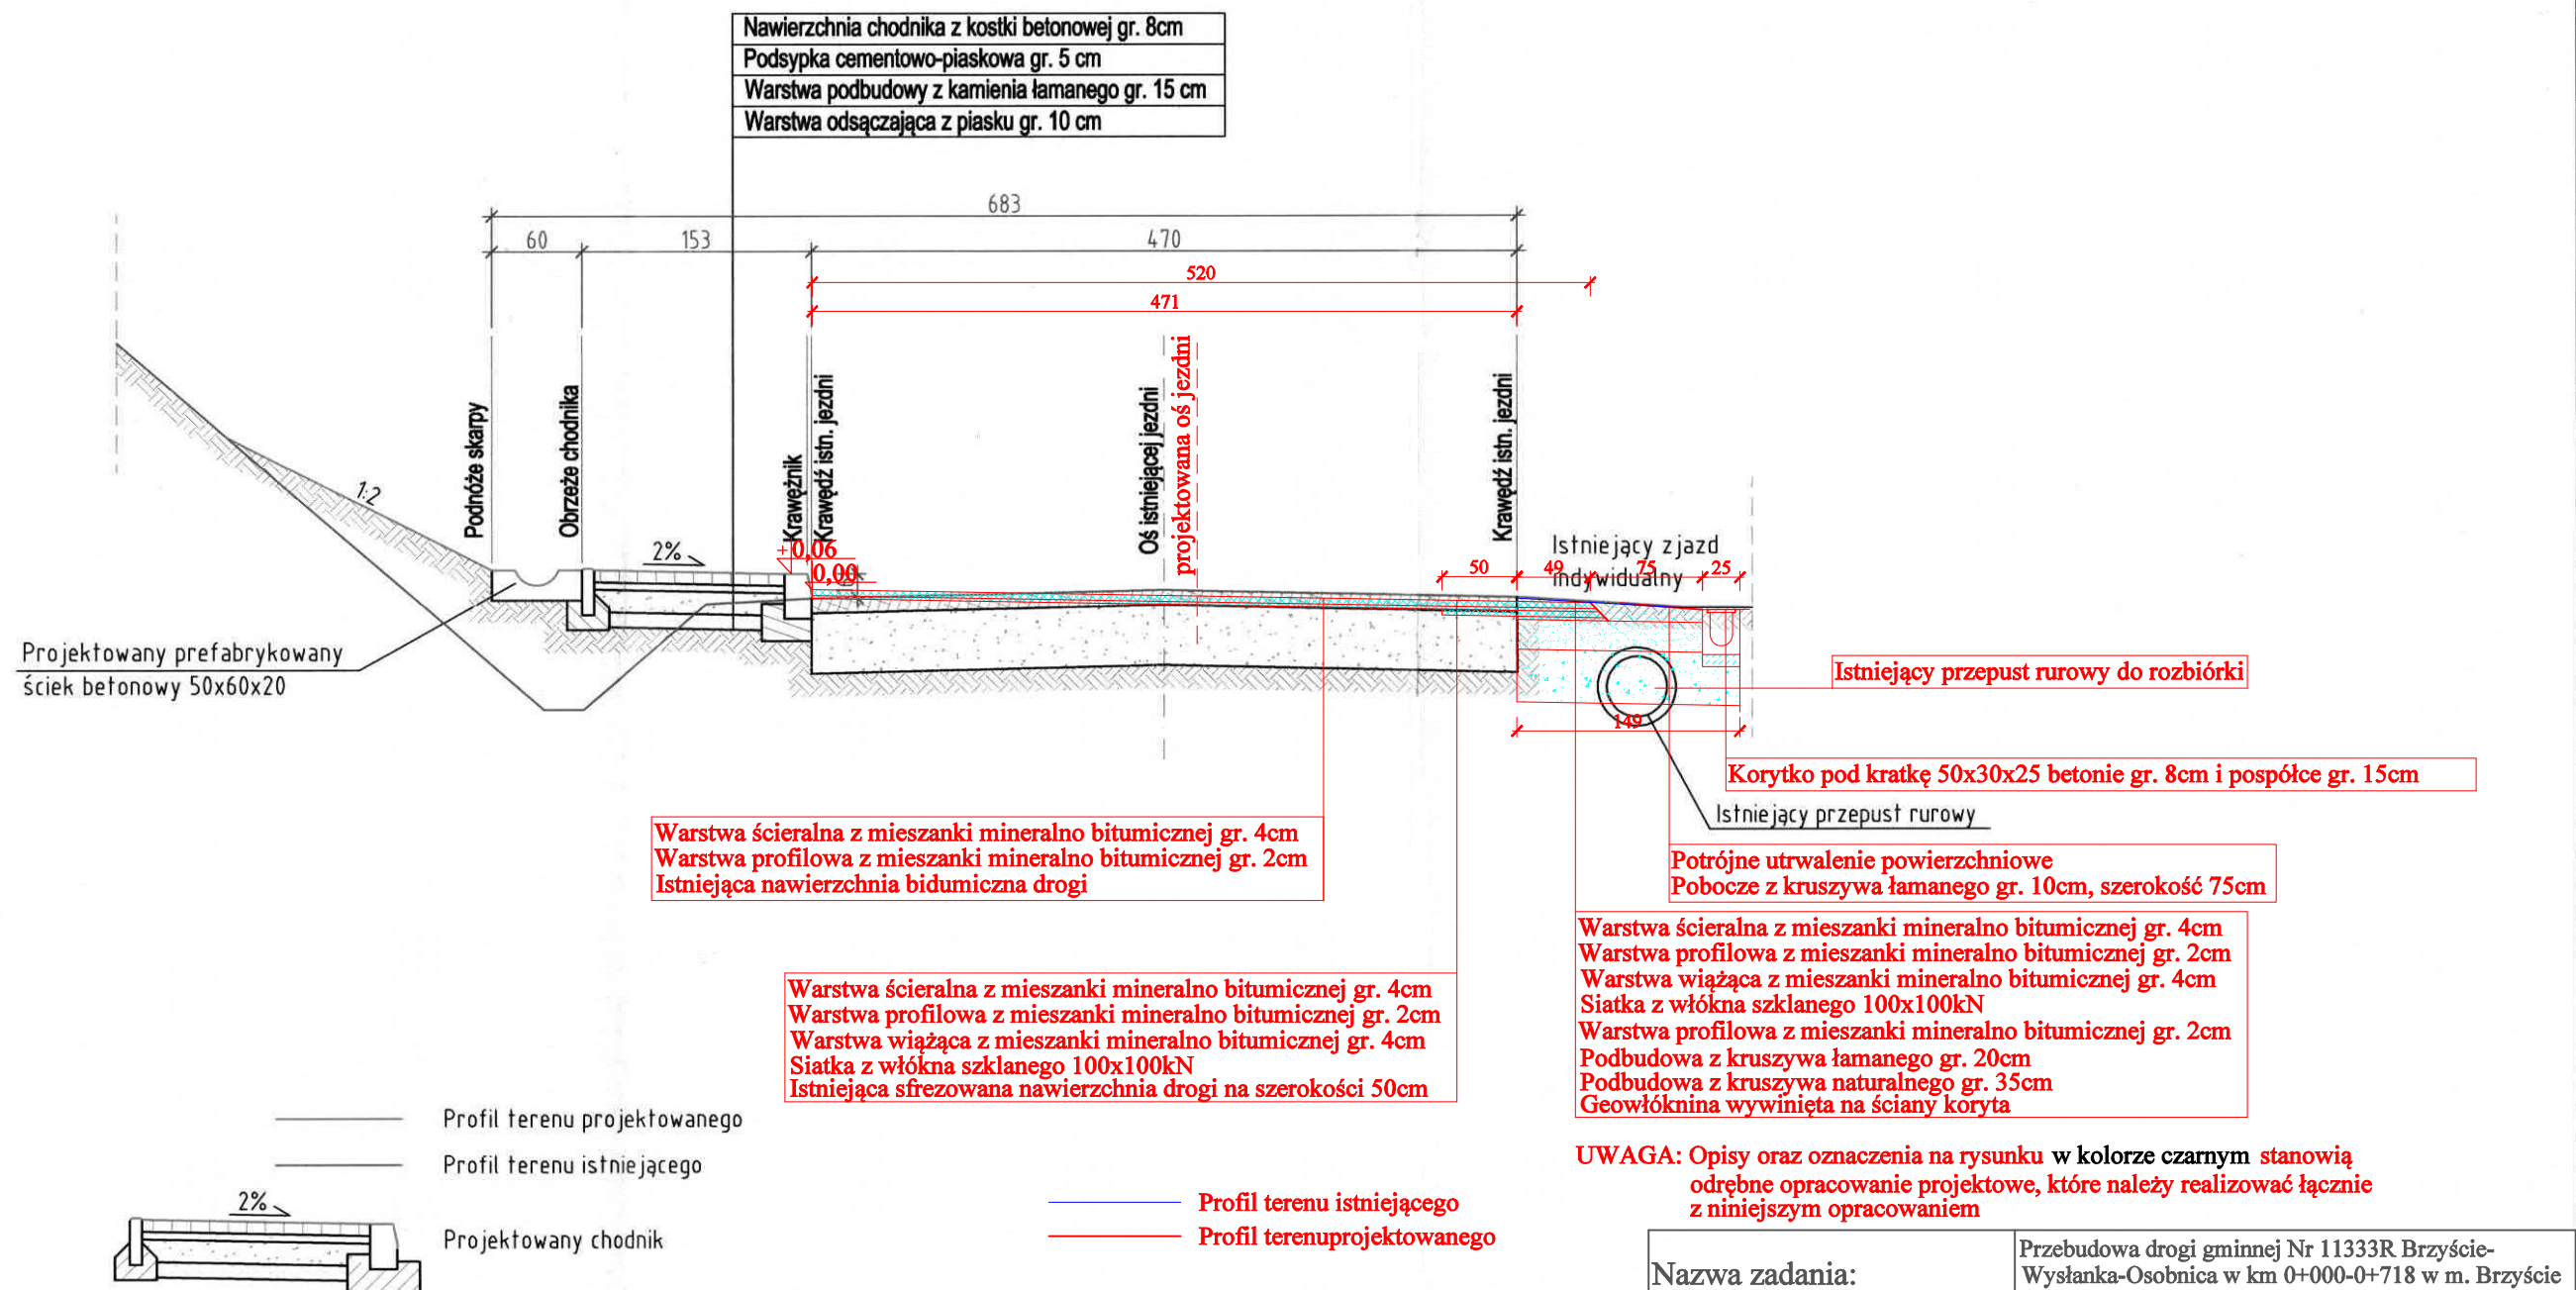 Nawierzchnia chodnika z kostki betonowej gr. 8cm
Podsypka cementowo-piaskowa gr. 5 cm
Warstwa podbudowy z kamienia łamanego gr. 15 cm
Warstwa odsączająca z piasku gr. 10 cm
683
60
153
470
520
471
Podnóże skarpy
Obrzeże chodnika
Krawężnik
Krawędź istn. jezdni
Oś istniejącej jezdni
projektowana oś jezdni
Krawędź istn. jezdni
1:2
2%
+0,06
0,00
Istniejący zjazd
indywidualny
50
49
75
25
149
Projektowany prefabrykowany
ściek betonowy 50x60x20
Istniejący przepust rurowy do rozbiórki
Korytko pod kratkę 50x30x25 betonie gr. 8cm i pospółce gr. 15cm
Istniejący przepust rurowy
Warstwa ścieralna z mieszanki mineralno bitumicznej gr. 4cm
Warstwa profilowa z mieszanki mineralno bitumicznej gr. 2cm
Istniejąca nawierzchnia bidumiczna drogi
Potrójne utrwalenie powierzchniowe
Pobocze z kruszywa łamanego gr. 10cm, szerokość 75cm
Warstwa ścieralna z mieszanki mineralno bitumicznej gr. 4cm
Warstwa profilowa z mieszanki mineralno bitumicznej gr. 2cm
Warstwa wiążąca z mieszanki mineralno bitumicznej gr. 4cm
Siatka z włókna szklanego 100x100kN
Warstwa profilowa z mieszanki mineralno bitumicznej gr. 2cm
Podbudowa z kruszywa łamanego gr. 20cm
Podbudowa z kruszywa naturalnego gr. 35cm
Geowłóknina wywinięta na ściany koryta
Warstwa ścieralna z mieszanki mineralno bitumicznej gr. 4cm
Warstwa profilowa z mieszanki mineralno bitumicznej gr. 2cm
Warstwa wiążąca z mieszanki mineralno bitumicznej gr. 4cm
Siatka z włókna szklanego 100x100kN
Istniejąca sfrezowana nawierzchnia drogi na szerokości 50cm
Profil terenu projektowanego
Profil terenu istniejącego
2%
Projektowany chodnik
Profil terenu istniejącego
Profil terenuprojektowanego
UWAGA: Opisy oraz oznaczenia na rysunku w kolorze czarnym stanowią
odrębne opracowanie projektowe, które należy realizować łącznie
z niniejszym opracowaniem
Nazwa zadania:
Przebudowa drogi gminnej Nr 11333R Brzyście-
Wysłanka-Osobnica w km 0+000-0+718 w m. Brzyście